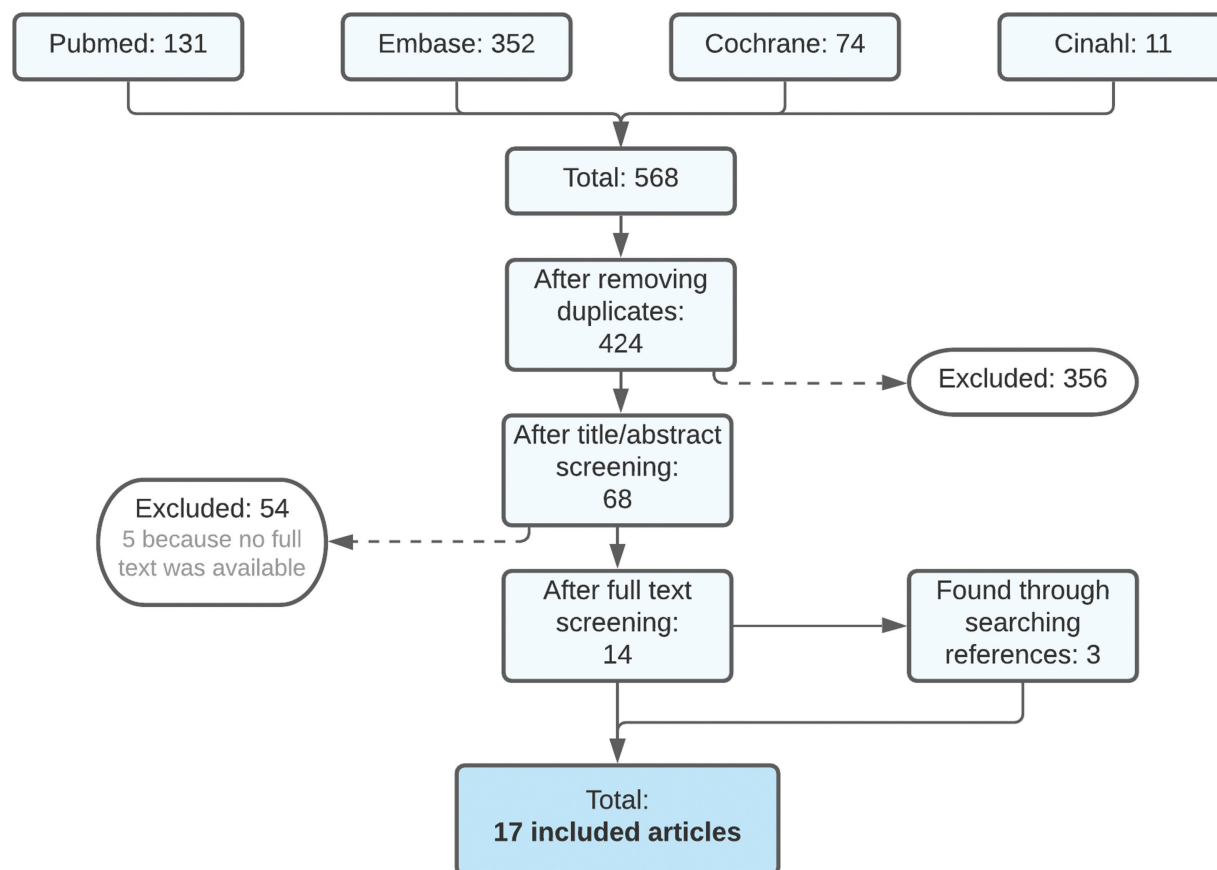 Pubmed: 131
Embase: 352
Cochrane: 74
Cinahl: 11
Total: 568
After removing
duplicates:
424
Excluded: 356
After title/abstract
screening:
68
Excluded: 54
5 because no full
text was available
After full text
screening:
14
Found through
searching
references: 3
Total:
17 included articles